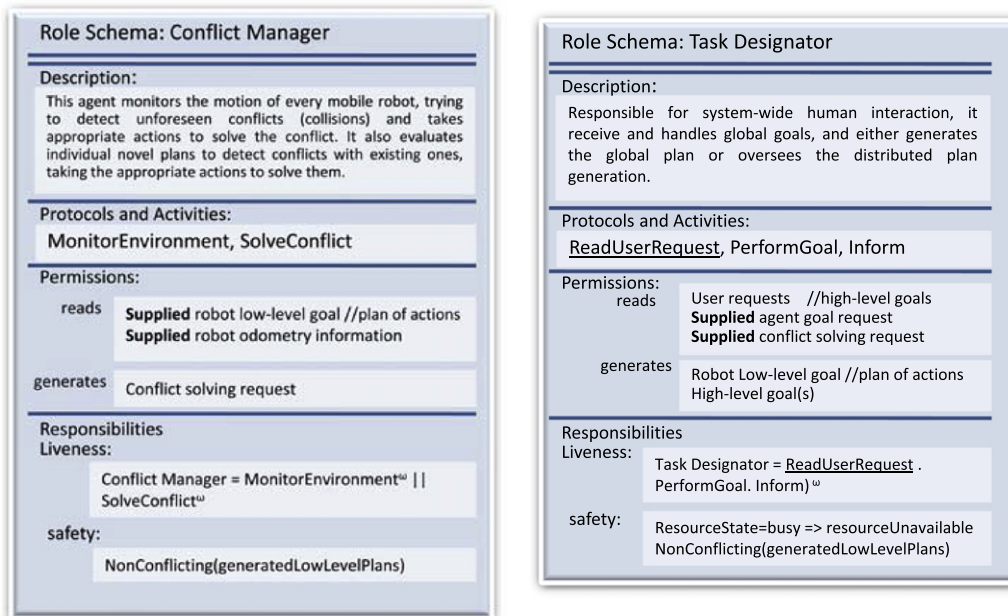 Role Schema: Conflict Manager
Description:
This agent monitors the motion of every mobile robot, trying
to detect unforeseen conflicts (collisions) and takes
appropriate actions to solve the conflict. It also evaluates
individual novel plans to detect conflicts with existing ones,
taking the appropriate actions to solve them.
Protocols and Activities:
MonitorEnvironment, SolveConflict
Permissions:
reads
Supplied robot low-level goal //plan of actions
Supplied robot odometry information
generates
Conflict solving request
Responsibilities
Liveness:
Conflict Manager = MonitorEnvironmentω ||
SolveConflictω
safety:
NonConflicting(generatedLowLevelPlans)
Role Schema: Task Designator
Description:
Responsible for system-wide human interaction, it
receive and handles global goals, and either generates
the global plan or oversees the distributed plan
generation.
Protocols and Activities:
ReadUserRequest, PerformGoal, Inform
Permissions:
reads
User requests //high-level goals
Supplied agent goal request
Supplied conflict solving request
generates
Robot Low-level goal //plan of actions
High-level goal(s)
Responsibilities
Liveness:
Task Designator = ReadUserRequest .
PerformGoal. Inform) ω
safety:
ResourceState=busy => resourceUnavailable
NonConflicting(generatedLowLevelPlans)